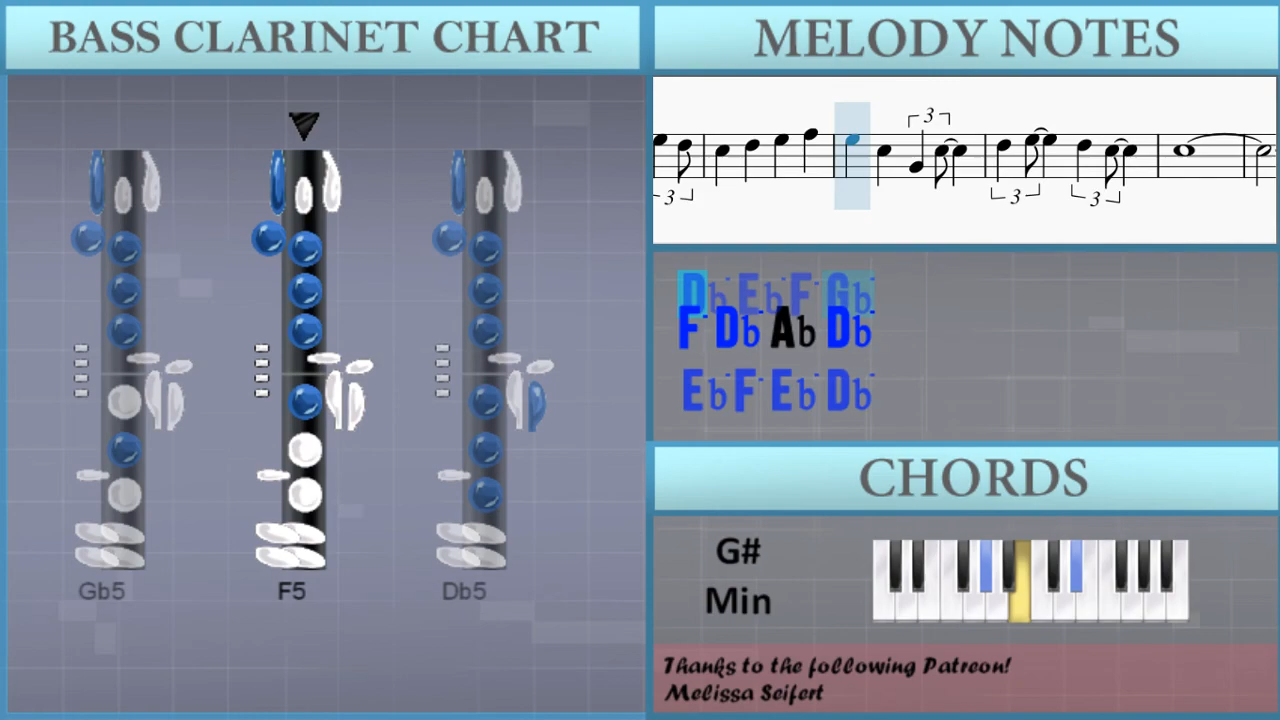 BASS CLARINET CHART
Gb5
F5
Db5
MELODY NOTES
3
3
3
3
Db Eb F Gb
F Db Ab Db
Eb F Eb Db
CHORDS
G#
Min
Thanks to the following Patreon!
Melissa Seifert